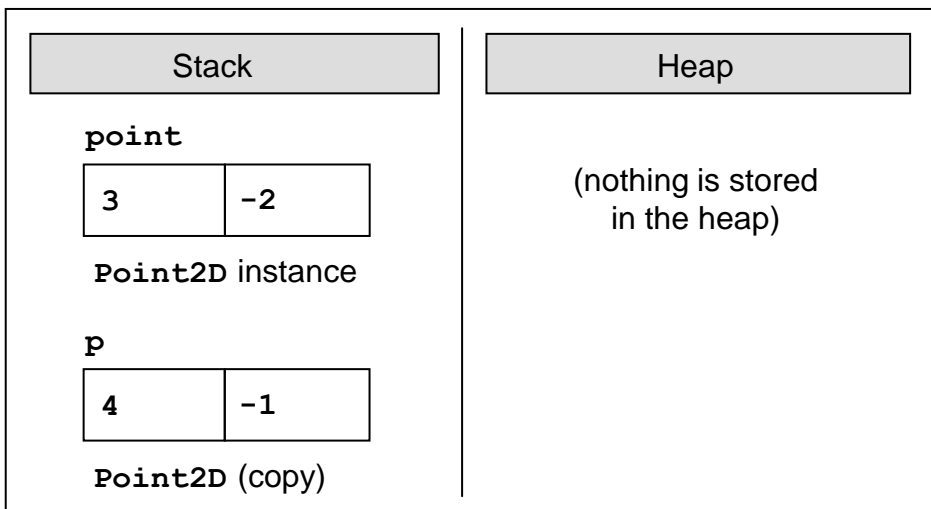 Stack
point
3 -2
Point2D instance
p
4 -1
Point2D (copy)
Heap
(nothing is stored
in the heap)